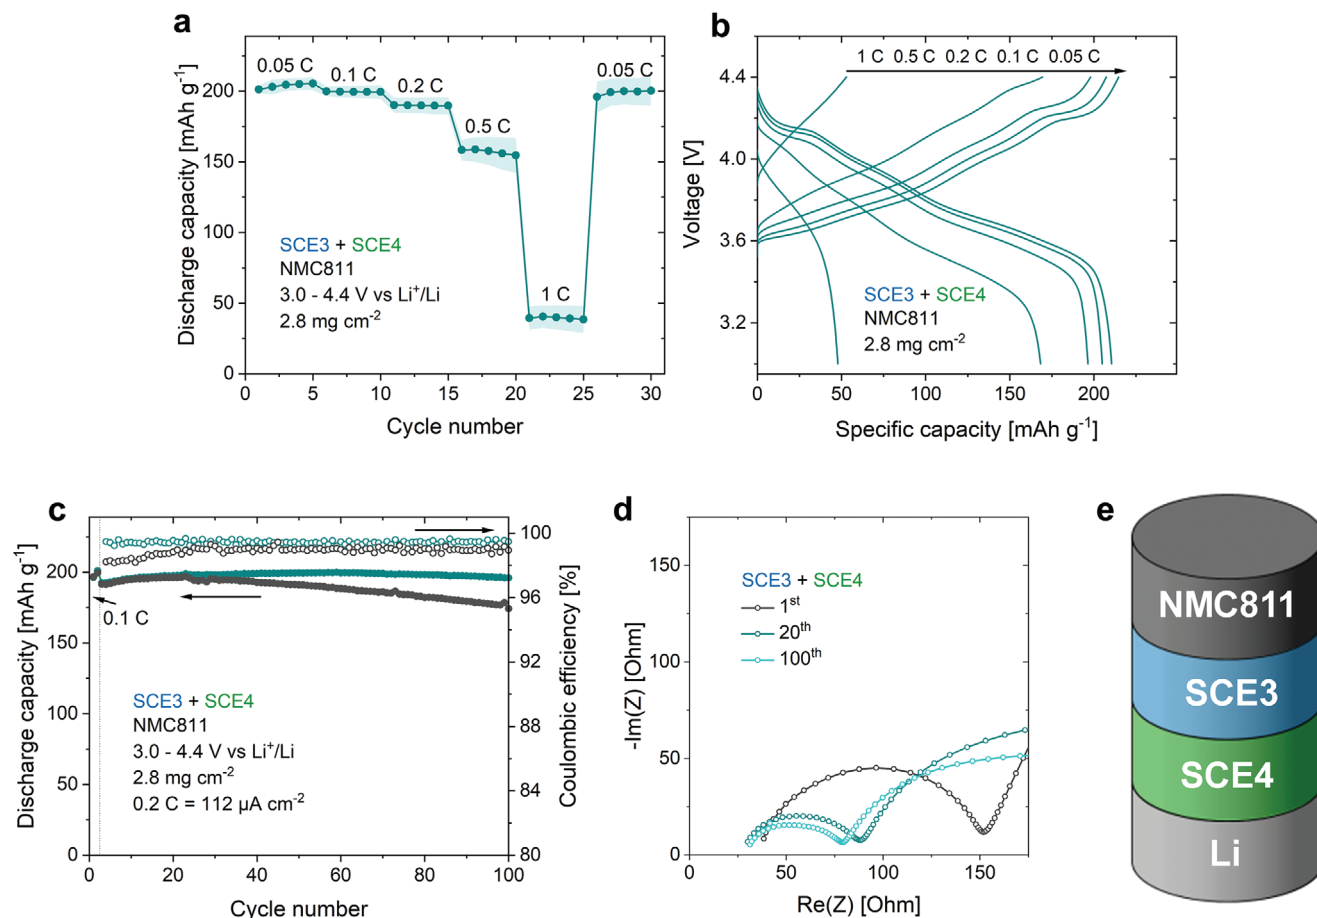 a
Discharge capacity [mAh g⁻¹]
200
150
100
50
0
0.05 C
0.1 C
0.2 C
0.5 C
1 C
0.05 C
SCE3 + SCE4
NMC811
3.0 - 4.4 V vs Li⁺/Li
2.8 mg cm⁻²
0 5 10 15 20 25 30
Cycle number
b
Voltage [V]
4.4
4.0
3.6
3.2
1 C 0.5 C 0.2 C 0.1 C 0.05 C
SCE3 + SCE4
NMC811
2.8 mg cm⁻²
0 50 100 150 200
Specific capacity [mAh g⁻¹]
c
Discharge capacity [mAh g⁻¹]
200
175
150
125
100
75
50
25
0
0.1 C
SCE3 + SCE4
NMC811
3.0 - 4.4 V vs Li⁺/Li
2.8 mg cm⁻²
0.2 C = 112 µA cm⁻²
100
96
92
88
84
80
Coulombic efficiency [%]
0 20 40 60 80 100
Cycle number
d
-Im(Z) [Ohm]
150
100
50
0
SCE3 + SCE4
1st
20th
100th
0 50 100 150
Re(Z) [Ohm]
e
NMC811
SCE3
SCE4
Li